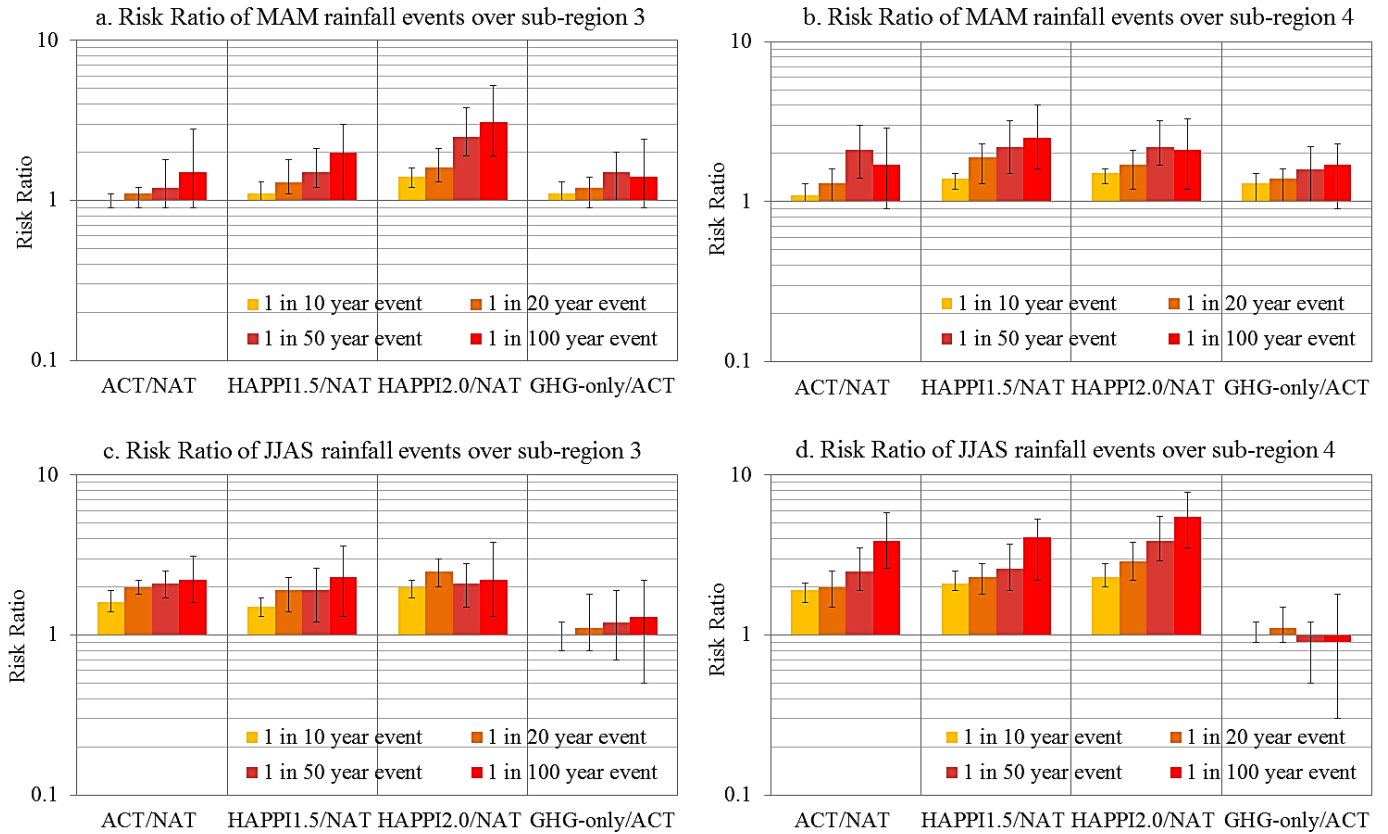 a. Risk Ratio of MAM rainfall events over sub-region 3
10
1
0.1
Risk Ratio
1 in 10 year event
1 in 20 year event
1 in 50 year event
1 in 100 year event
ACT/NAT
HAPPI1.5/NAT
HAPPI2.0/NAT
GHG-only/ACT
b. Risk Ratio of MAM rainfall events over sub-region 4
10
1
0.1
Risk Ratio
1 in 10 year event
1 in 20 year event
1 in 50 year event
1 in 100 year event
ACT/NAT
HAPPI1.5/NAT
HAPPI2.0/NAT
GHG-only/ACT
c. Risk Ratio of JJAS rainfall events over sub-region 3
10
1
0.1
Risk Ratio
1 in 10 year event
1 in 20 year event
1 in 50 year event
1 in 100 year event
ACT/NAT
HAPPI1.5/NAT
HAPPI2.0/NAT
GHG-only/ACT
d. Risk Ratio of JJAS rainfall events over sub-region 4
10
1
0.1
Risk Ratio
1 in 10 year event
1 in 20 year event
1 in 50 year event
1 in 100 year event
ACT/NAT
HAPPI1.5/NAT
HAPPI2.0/NAT
GHG-only/ACT